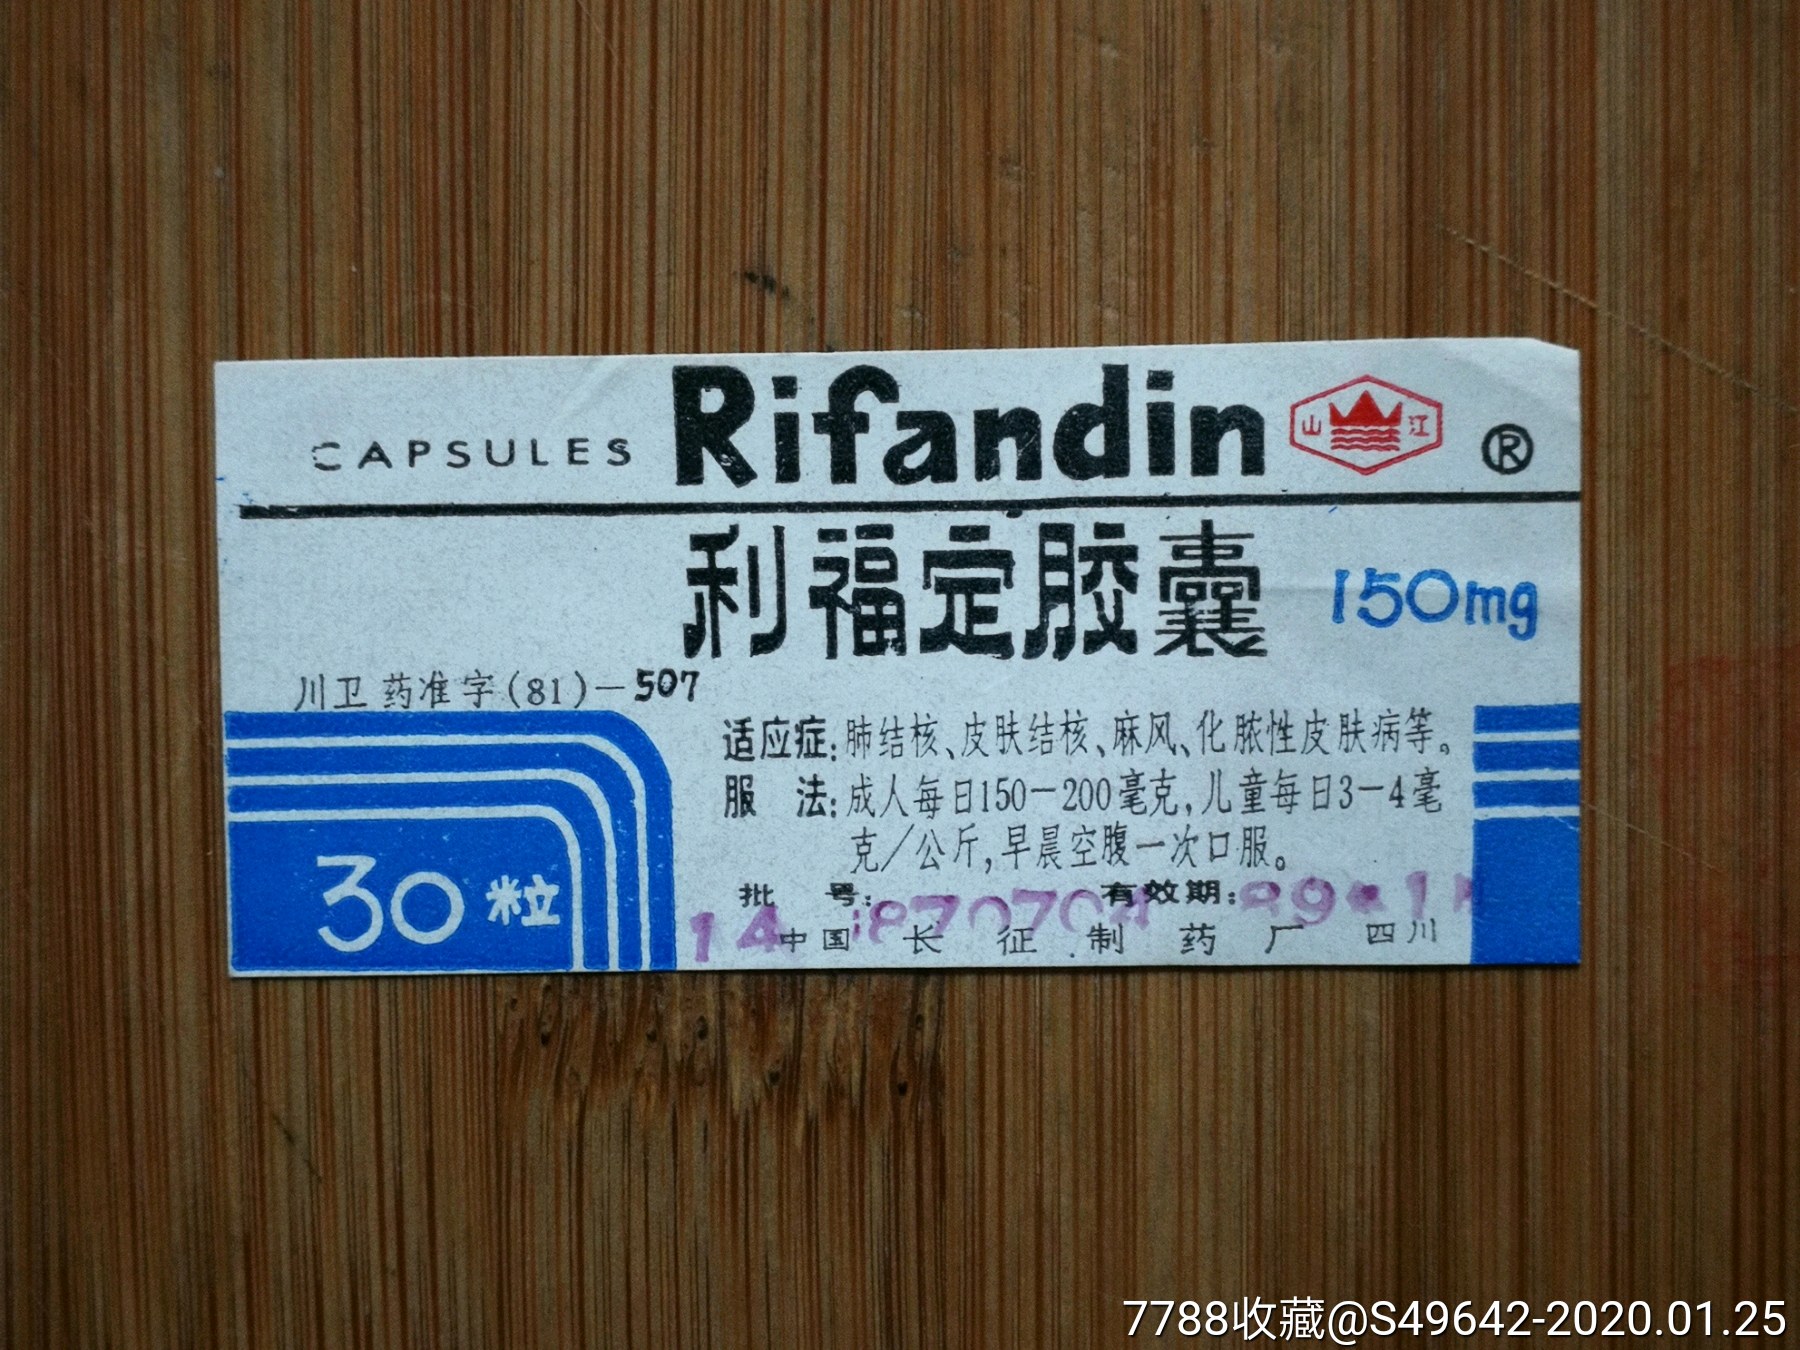 CAPSULES Rifandin 山 江 ®
利福定胶囊 150mg
川卫药准字(81)-507
适应症:肺结核、皮肤结核、麻风、化脓性皮肤病等。
服 法:成人每日150-200毫克,儿童每日3-4毫
克/公斤,早晨空腹一次口服。
30粒
批 号: 870704 有效期:
14
中国 长征制药厂 四川
7788收藏@S49642-2020.01.25